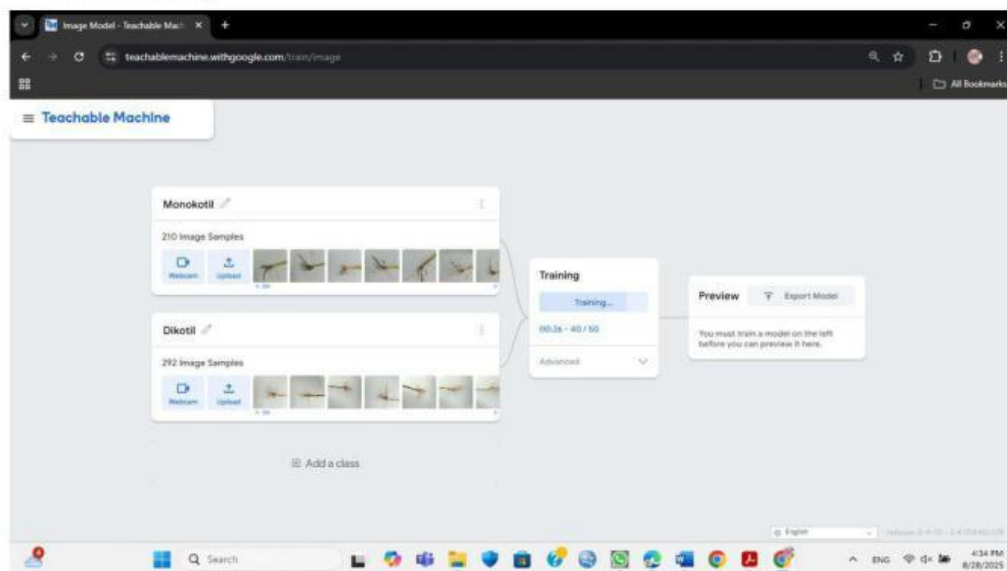 Image Model - Teachable Mac
teachablemachine.withgoogle.com/train/image
All Bookmarks
Teachable Machine
Monokotil
210 Image Samples
Webcam
Upload
Training
Training...
00:26 - 40 / 50
Advanced
Preview
Export Model
You must train a model on the left
before you can preview it here.
Dikotil
292 Image Samples
Webcam
Upload
Add a class
English
Search
ENG
4:34 PM
8/28/2025